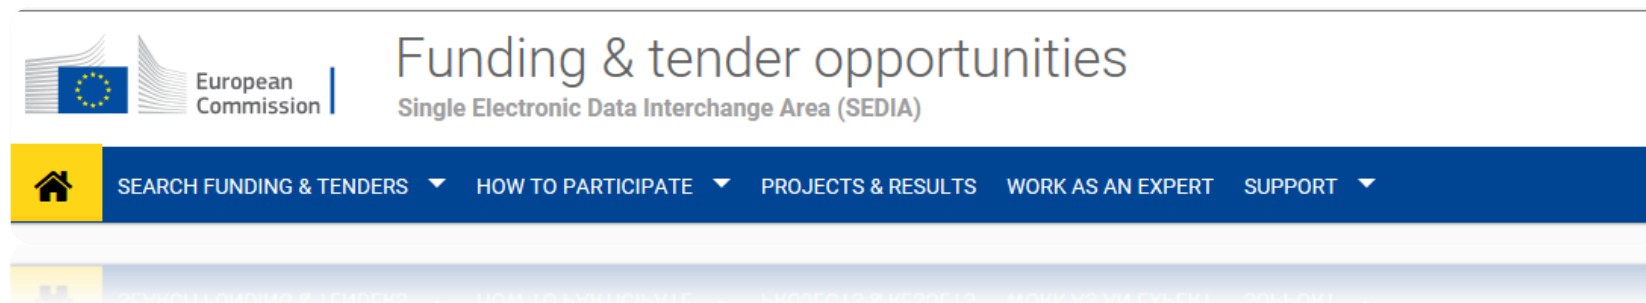 European
Commission
Funding & tender opportunities
Single Electronic Data Interchange Area (SEDIA)
SEARCH FUNDING & TENDERS HOW TO PARTICIPATE PROJECTS & RESULTS WORK AS AN EXPERT SUPPORT